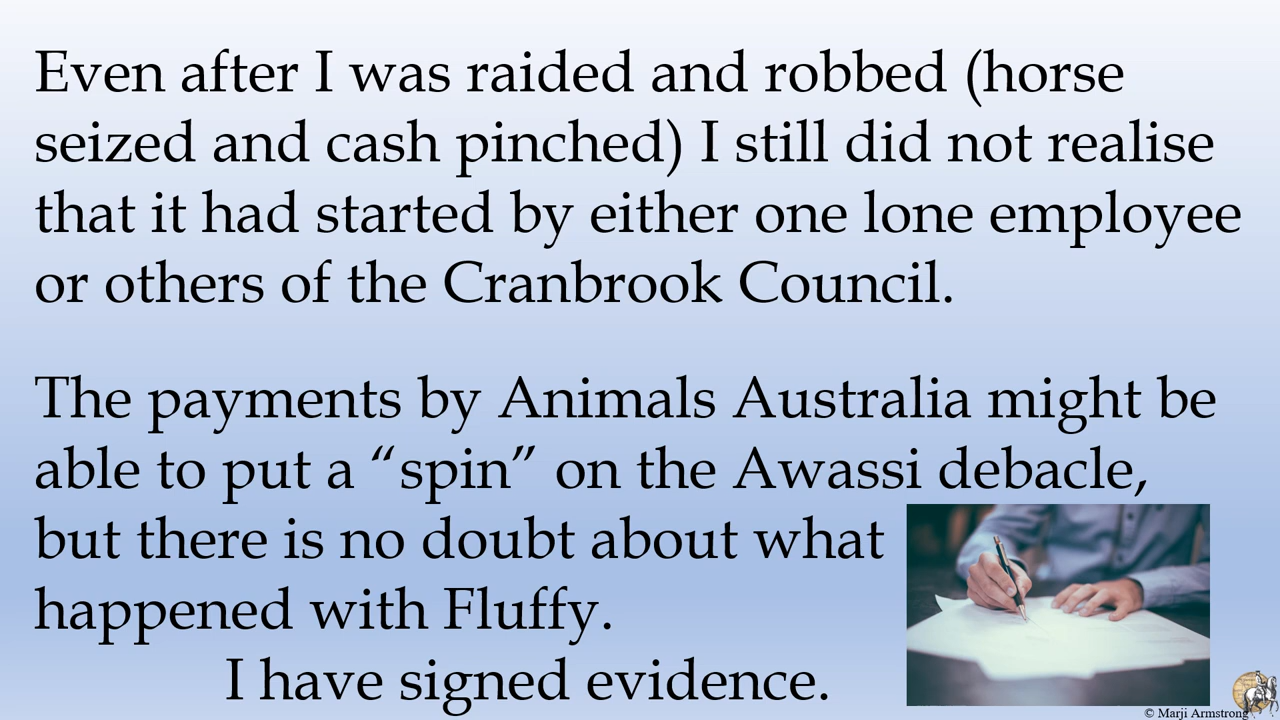 Even after I was raided and robbed (horse
seized and cash pinched) I still did not realise
that it had started by either one lone employee
or others of the Cranbrook Council.
The payments by Animals Australia might be
able to put a “spin” on the Awassi debacle,
but there is no doubt about what
happened with Fluffy.
I have signed evidence.
© Marji Armstrong